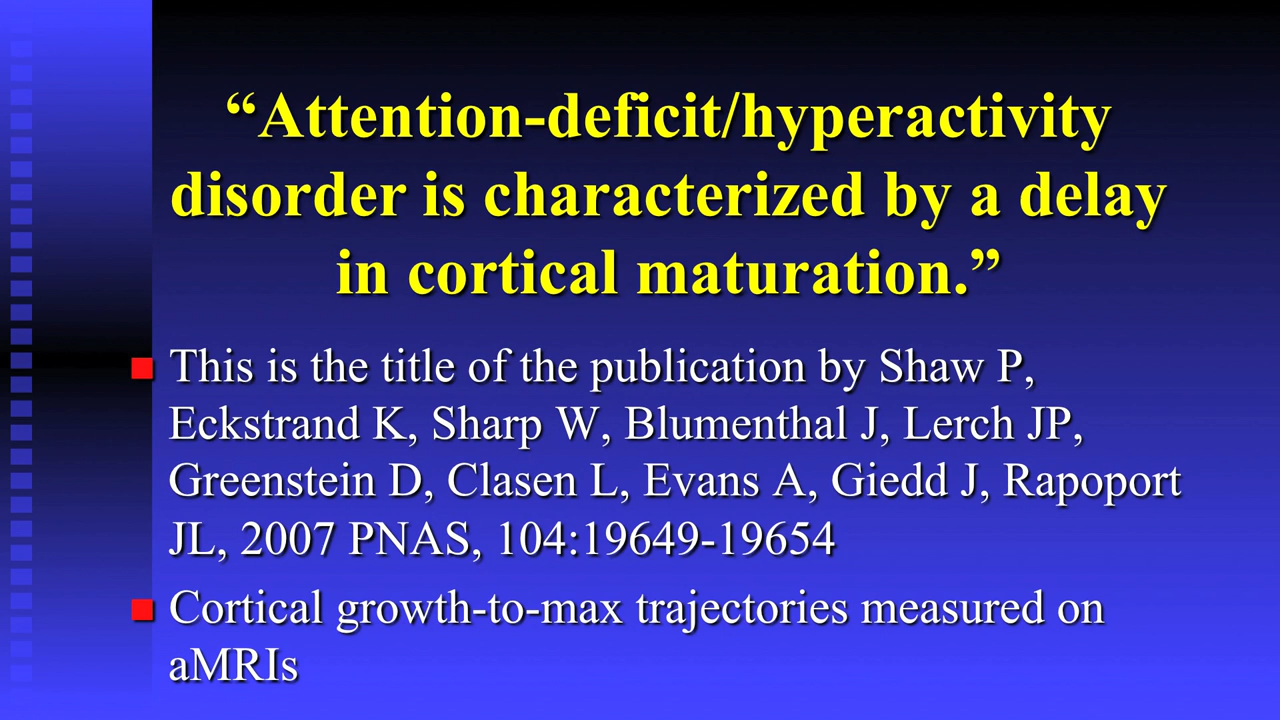 “Attention-deficit/hyperactivity
disorder is characterized by a delay
in cortical maturation.”
This is the title of the publication by Shaw P,
Eckstrand K, Sharp W, Blumenthal J, Lerch JP,
Greenstein D, Clasen L, Evans A, Giedd J, Rapoport
JL, 2007 PNAS, 104:19649-19654
Cortical growth-to-max trajectories measured on
aMRIs